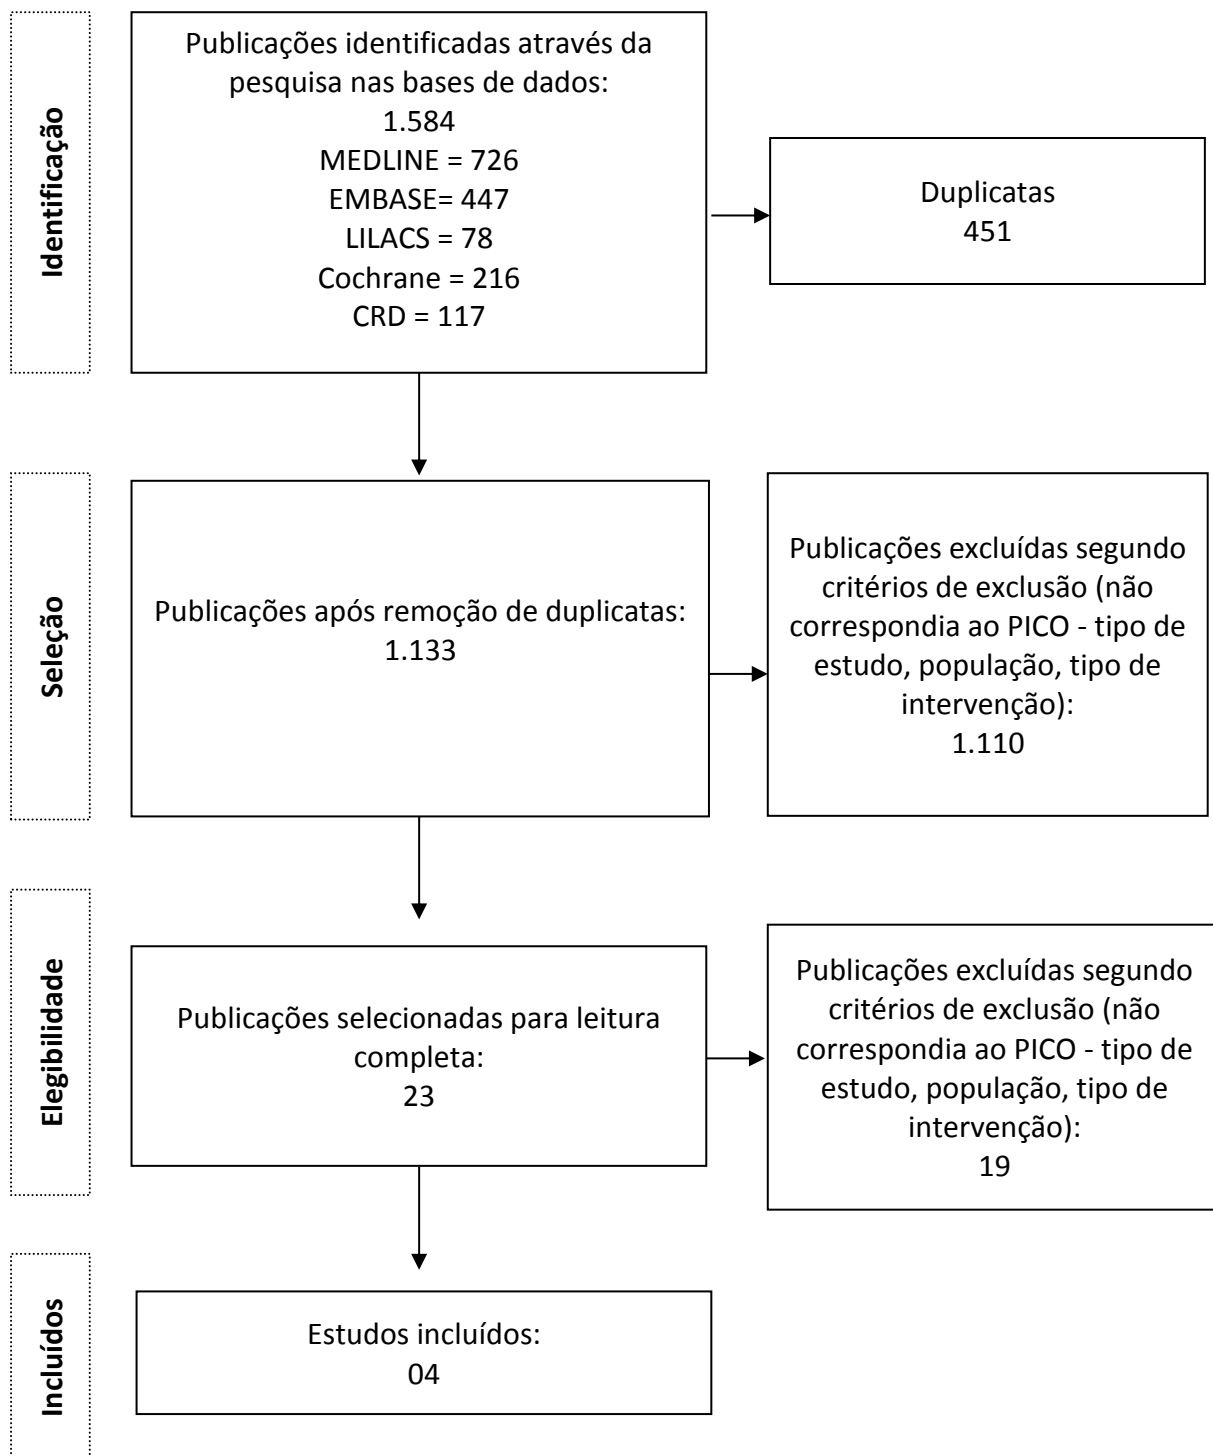 Identificação
Publicações identificadas através da
pesquisa nas bases de dados:
1.584
MEDLINE = 726
EMBASE= 447
LILACS = 78
Cochrane = 216
CRD = 117
Duplicatas
451
Seleção
Publicações após remoção de duplicatas:
1.133
Publicações excluídas segundo
critérios de exclusão (não
correspondia ao PICO - tipo de
estudo, população, tipo de
intervenção):
1.110
Elegibilidade
Publicações selecionadas para leitura
completa:
23
Publicações excluídas segundo
critérios de exclusão (não
correspondia ao PICO - tipo de
estudo, população, tipo de
intervenção):
19
Incluídos
Estudos incluídos:
04